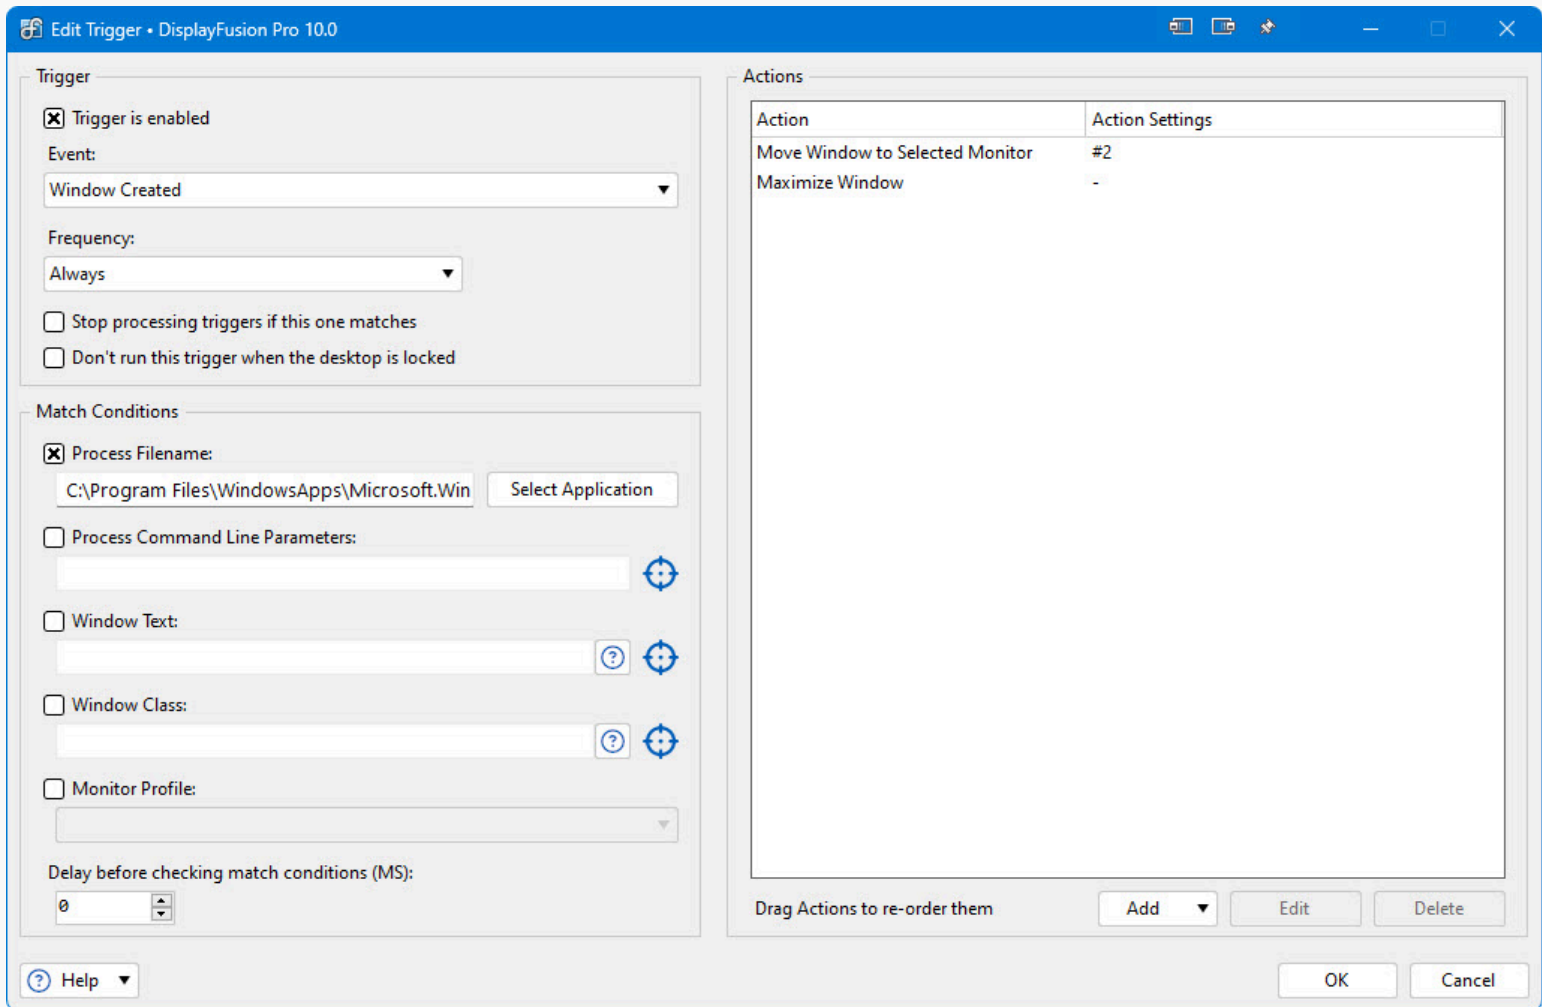 Edit Trigger • DisplayFusion Pro 10.0
Trigger
Trigger is enabled
Event:
Window Created
Frequency:
Always
Stop processing triggers if this one matches
Don't run this trigger when the desktop is locked
Match Conditions
Process Filename:
C:\Program Files\WindowsApps\Microsoft.Win
Select Application
Process Command Line Parameters:
Window Text:
Window Class:
Monitor Profile:
Delay before checking match conditions (MS):
0
Actions
Action Action Settings
Move Window to Selected Monitor #2
Maximize Window -
Drag Actions to re-order them Add Edit Delete
Help OK Cancel